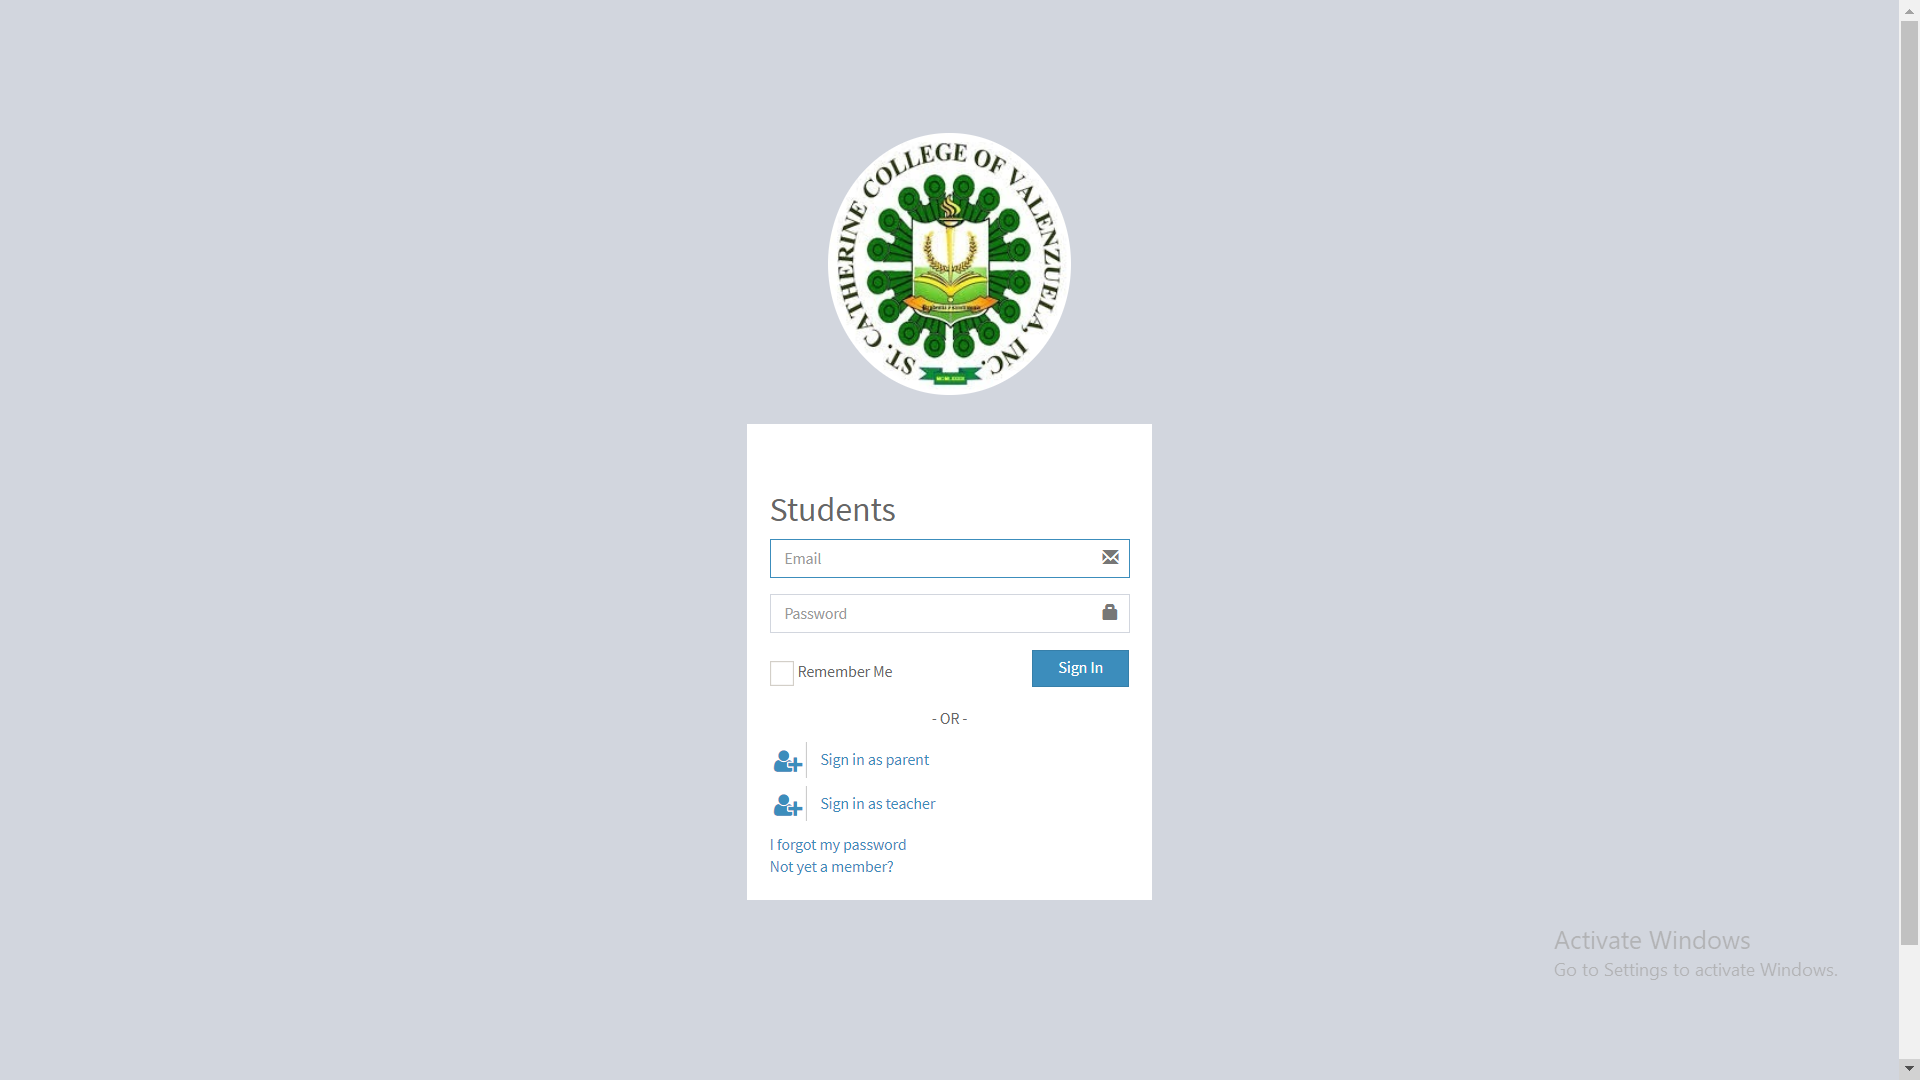 ST. CATHERINE COLLEGE OF VALENZUELA, INC.
Students
Email
Password
Remember Me
Sign In
- OR -
Sign in as parent
Sign in as teacher
I forgot my password
Not yet a member?
Activate Windows
Go to Settings to activate Windows.